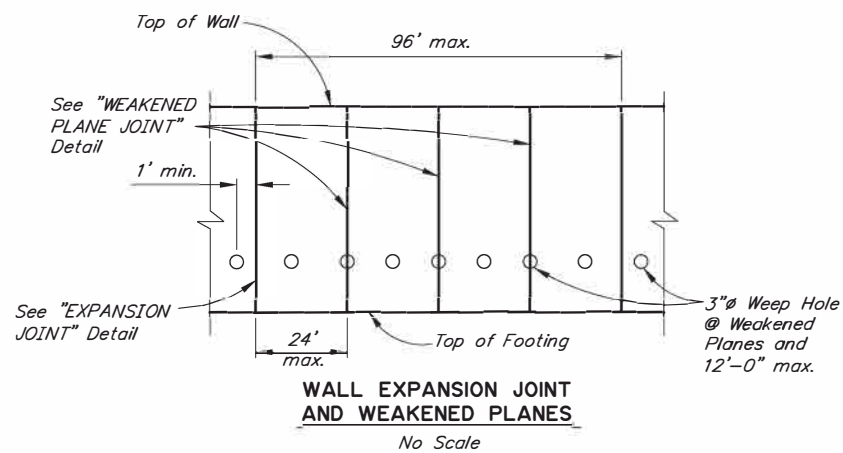 Top of Wall
96' max.
See "WEAKENED
PLANE JOINT"
Detail
1' min.
See "EXPANSION
JOINT" Detail
24'
max.
Top of Footing
3"ø Weep Hole
@ Weakened
Planes and
12'-0" max.
WALL EXPANSION JOINT
AND WEAKENED PLANES
No Scale